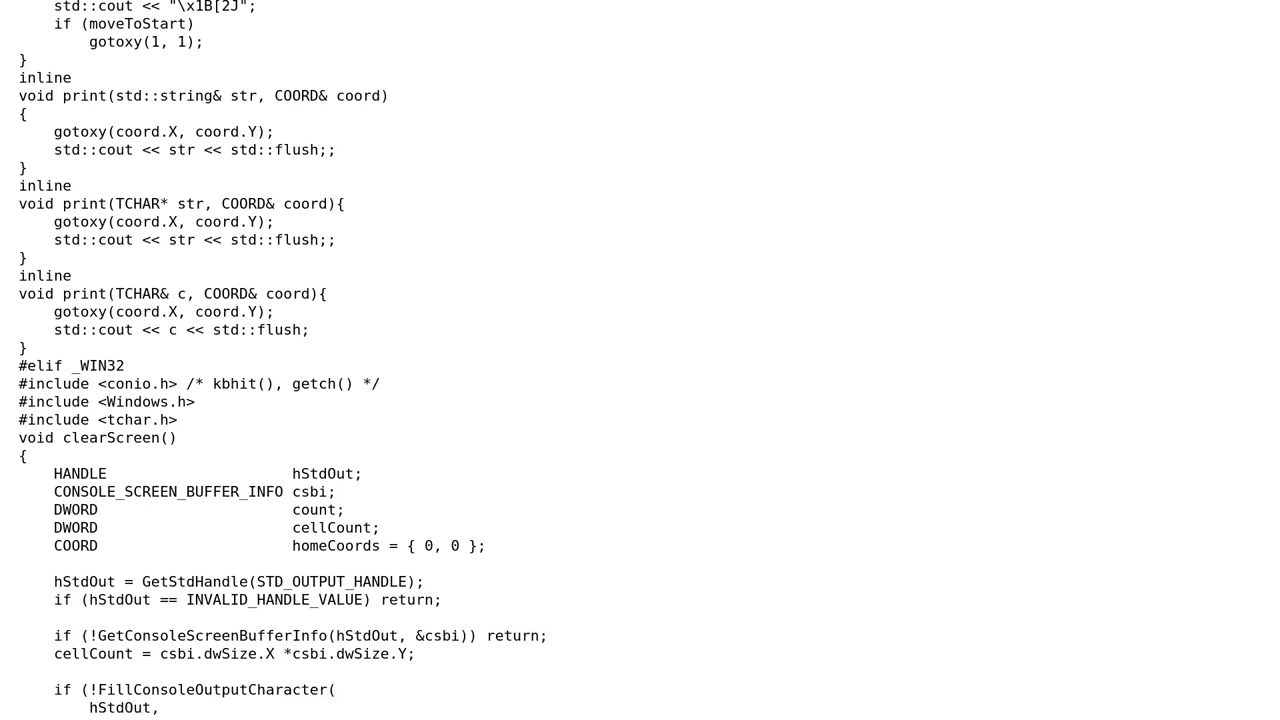 std::cout << "\x1B[2J";
    if (moveToStart)
        gotoxy(1, 1);
}
inline
void print(std::string& str, COORD& coord)
{
    gotoxy(coord.X, coord.Y);
    std::cout << str << std::flush;;
}
inline
void print(TCHAR* str, COORD& coord){
    gotoxy(coord.X, coord.Y);
    std::cout << str << std::flush;;
}
inline
void print(TCHAR& c, COORD& coord){
    gotoxy(coord.X, coord.Y);
    std::cout << c << std::flush;
}
#elif _WIN32
#include <conio.h> /* kbhit(), getch() */
#include <Windows.h>
#include <tchar.h>
void clearScreen()
{
    HANDLE                     hStdOut;
    CONSOLE_SCREEN_BUFFER_INFO csbi;
    DWORD                      count;
    DWORD                      cellCount;
    COORD                      homeCoords = { 0, 0 };

    hStdOut = GetStdHandle(STD_OUTPUT_HANDLE);
    if (hStdOut == INVALID_HANDLE_VALUE) return;

    if (!GetConsoleScreenBufferInfo(hStdOut, &csbi)) return;
    cellCount = csbi.dwSize.X *csbi.dwSize.Y;

    if (!FillConsoleOutputCharacter(
        hStdOut,